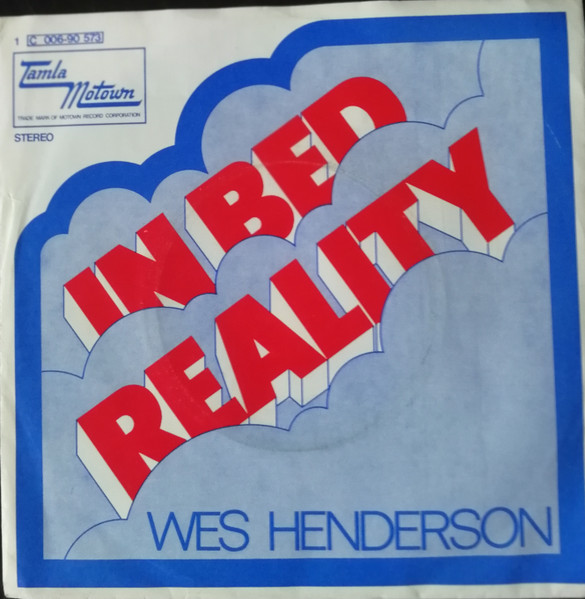 1 C 006-90 573
Tamla
Motown
TRADE MARK OF MOTOWN RECORD CORPORATION
STEREO
IN BED
REALITY
WES HENDERSON